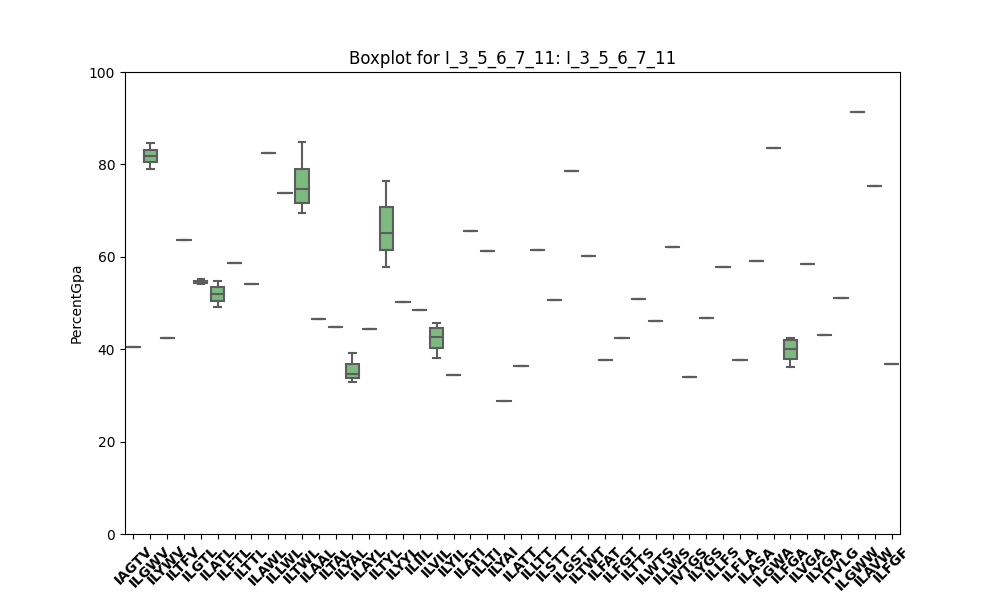 Boxplot for I_3_5_6_7_11: I_3_5_6_7_11
100
80
60
40
20
0
PercentGpa
IAGTV
ILGWV
ILYWV
ILTFV
ILGTL
ILATL
ILFTL
ILTTL
ILAWL
ILLWL
ILTWL
ILAAL
ILTAL
ILYAL
ILAYL
ILTYL
ILYYL
ILIIL
ILVIL
ILYIL
ILATI
ILLTI
ILYAI
ILATT
ILLTT
ILSTT
ILGST
ILTWT
ILFAT
ILFGT
ILTTS
ILWTS
ILLWS
IVTGS
ILYGS
ILLFS
ILFLA
ILASA
ILGWA
ILFGA
ILVGA
ILYGA
ITVLG
ILGWW
ILAVW
ILFGF